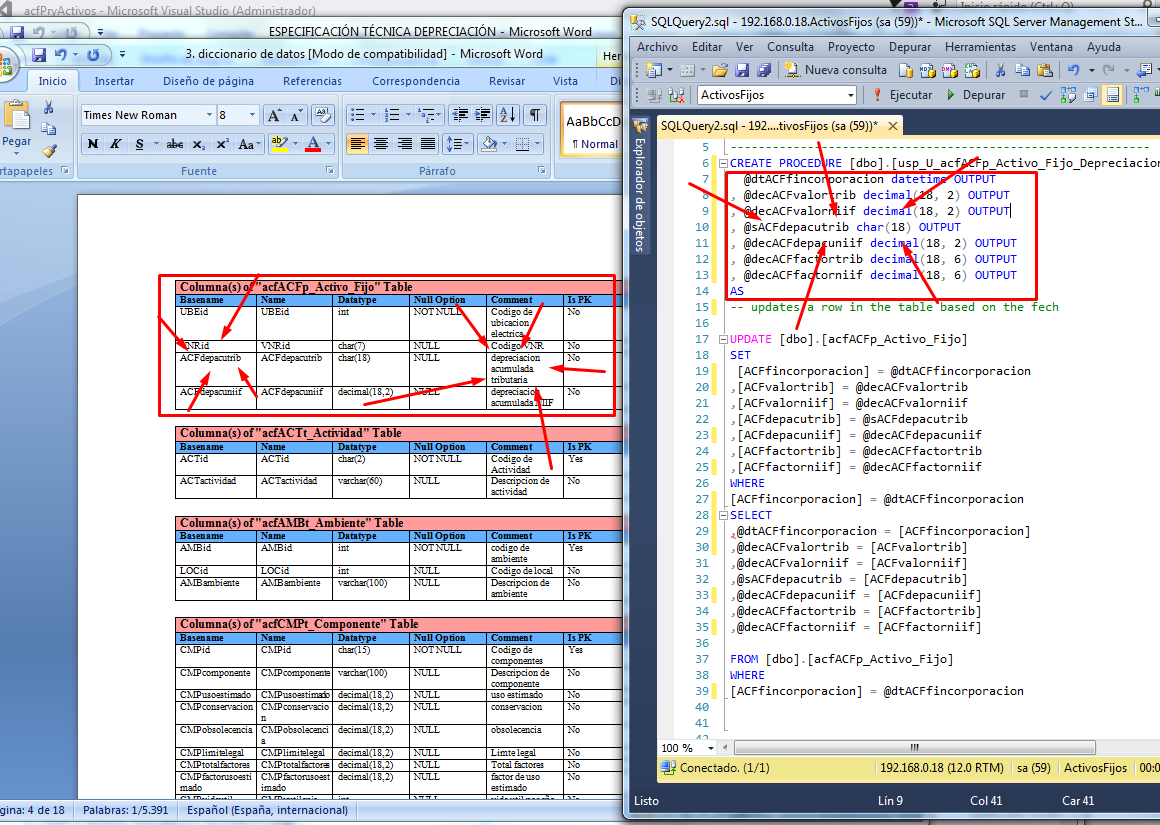 acfPryActivos - Microsoft Visual Studio (Administrador)
ESPECIFICACIÓN TÉCNICA DEPRECIACIÓN - Microsoft Word
3. diccionario de datos [Modo de compatibilidad] - Microsoft Word
Inicio Insertar Diseño de página Referencias Correspondencia Revisar Vista
Times New Roman 8
Pegar
AaBbCcD
¶ Normal
rtapapeles Fuente Párrafo
Columna(s) of "acfACFp_Activo_Fijo" Table
Basename Name Datatype Null Option Comment Is PK
UBEid UBEid int NOT NULL Codigo de ubicacion electrica No
VNRid VNRid char(7) NULL Codigo VNR No
ACFdepacutrib ACFdepacutrib char(18) NULL depreciacion acumulada tributaria No
ACFdepacuniif ACFdepacuniif decimal(18,2) NULL depreciacion acumulada NIIF No
Columna(s) of "acfACTt_Actividad" Table
Basename Name Datatype Null Option Comment Is PK
ACTid ACTid char(2) NOT NULL Codigo de Actividad Yes
ACTactividad ACTactividad varchar(60) NULL Descripcion de actividad No
Columna(s) of "acfAMBt_Ambiente" Table
Basename Name Datatype Null Option Comment Is PK
AMBid AMBid int NOT NULL codigo de ambiente Yes
LOCid LOCid int NULL Codigo de local No
AMBambiente AMBambiente varchar(100) NULL Descripcion de ambiente No
Columna(s) of "acfCMPt_Componente" Table
Basename Name Datatype Null Option Comment Is PK
CMPid CMPid char(15) NOT NULL Codigo de componentes Yes
CMPcomponente CMPcomponente varchar(100) NULL Descripcion de componente No
CMPusoestimado CMPusoestimado decimal(18,2) NULL uso estimado No
CMPconservacion CMPconservacion decimal(18,2) NULL conservacion No
CMPobsolecencia CMPobsolecencia decimal(18,2) NULL obsolecencia No
CMPlimitelegal CMPlimitelegal decimal(18,2) NULL Limte legal No
CMPtotalfactores CMPtotalfactores decimal(18,2) NULL Total factores No
CMPfactorusoestimado CMPfactorusoestimado decimal(18,2) NULL factor de uso estimado No
gina: 4 de 18 Palabras: 1/5.391 Español (España, internacional)
SQLQuery2.sql - 192.168.0.18.ActivosFijos (sa (59))* - Microsoft SQL Server Management St...
Archivo Editar Ver Consulta Proyecto Depurar Herramientas Ventana Ayuda
Nueva consulta
ActivosFijos Ejecutar Depurar
Explorador de objetos
SQLQuery2.sql - 192....tivosFijos (sa (59))*
5
6 CREATE PROCEDURE [dbo].[usp_U_acfACFp_Activo_Fijo_Depreciacion
7 @dtACFfincorporacion datetime OUTPUT
8 , @decACFvalortrib decimal(18, 2) OUTPUT
9 , @decACFvalorniif decimal(18, 2) OUTPUT
10 , @sACFdepacutrib char(18) OUTPUT
11 , @decACFdepacuniif decimal(18, 2) OUTPUT
12 , @decACFfactortrib decimal(18, 6) OUTPUT
13 , @decACFfactorniif decimal(18, 6) OUTPUT
14 AS
15 -- updates a row in the table based on the fech
16
17 UPDATE [dbo].[acfACFp_Activo_Fijo]
18 SET
19 [ACFfincorporacion] = @dtACFfincorporacion
20 ,[ACFvalortrib] = @decACFvalortrib
21 ,[ACFvalorniif] = @decACFvalorniif
22 ,[ACFdepacutrib] = @sACFdepacutrib
23 ,[ACFdepacuniif] = @decACFdepacuniif
24 ,[ACFfactortrib] = @decACFfactortrib
25 ,[ACFfactorniif] = @decACFfactorniif
26 WHERE
27 [ACFfincorporacion] = @dtACFfincorporacion
28 SELECT
29 ,@dtACFfincorporacion = [ACFfincorporacion]
30 ,@decACFvalortrib = [ACFvalortrib]
31 ,@decACFvalorniif = [ACFvalorniif]
32 ,@sACFdepacutrib = [ACFdepacutrib]
33 ,@decACFdepacuniif = [ACFdepacuniif]
34 ,@decACFfactortrib = [ACFfactortrib]
35 ,@decACFfactorniif = [ACFfactorniif]
36
37 FROM [dbo].[acfACFp_Activo_Fijo]
38 WHERE
39 [ACFfincorporacion] = @dtACFfincorporacion
40
41
100 %
Conectado. (1/1) 192.168.0.18 (12.0 RTM) sa (59) ActivosFijos 00:0
Listo Lín 9 Col 41 Car 41